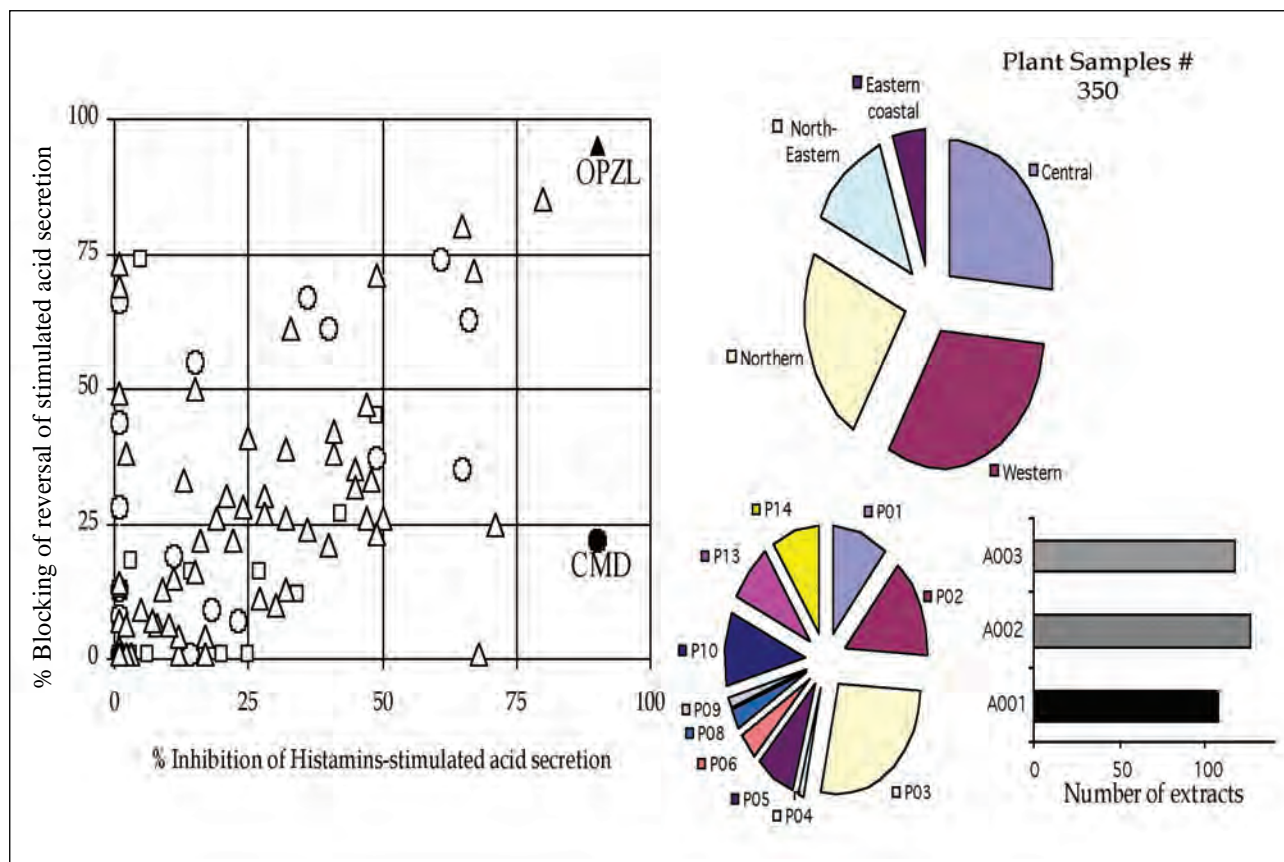 % Blocking of reversal of stimulated acid secretion
100
75
50
25
0
0
25
50
75
100
OPZL
CMD
% Inhibition of Histamins-stimulated acid secretion
Plant Samples #
350
Eastern
coastal
North-
Eastern
Central
Northern
Western
P14
P01
P13
P02
P10
P09
P08
P06
P05
P04
P03
A003
A002
A001
0
50
100
Number of extracts